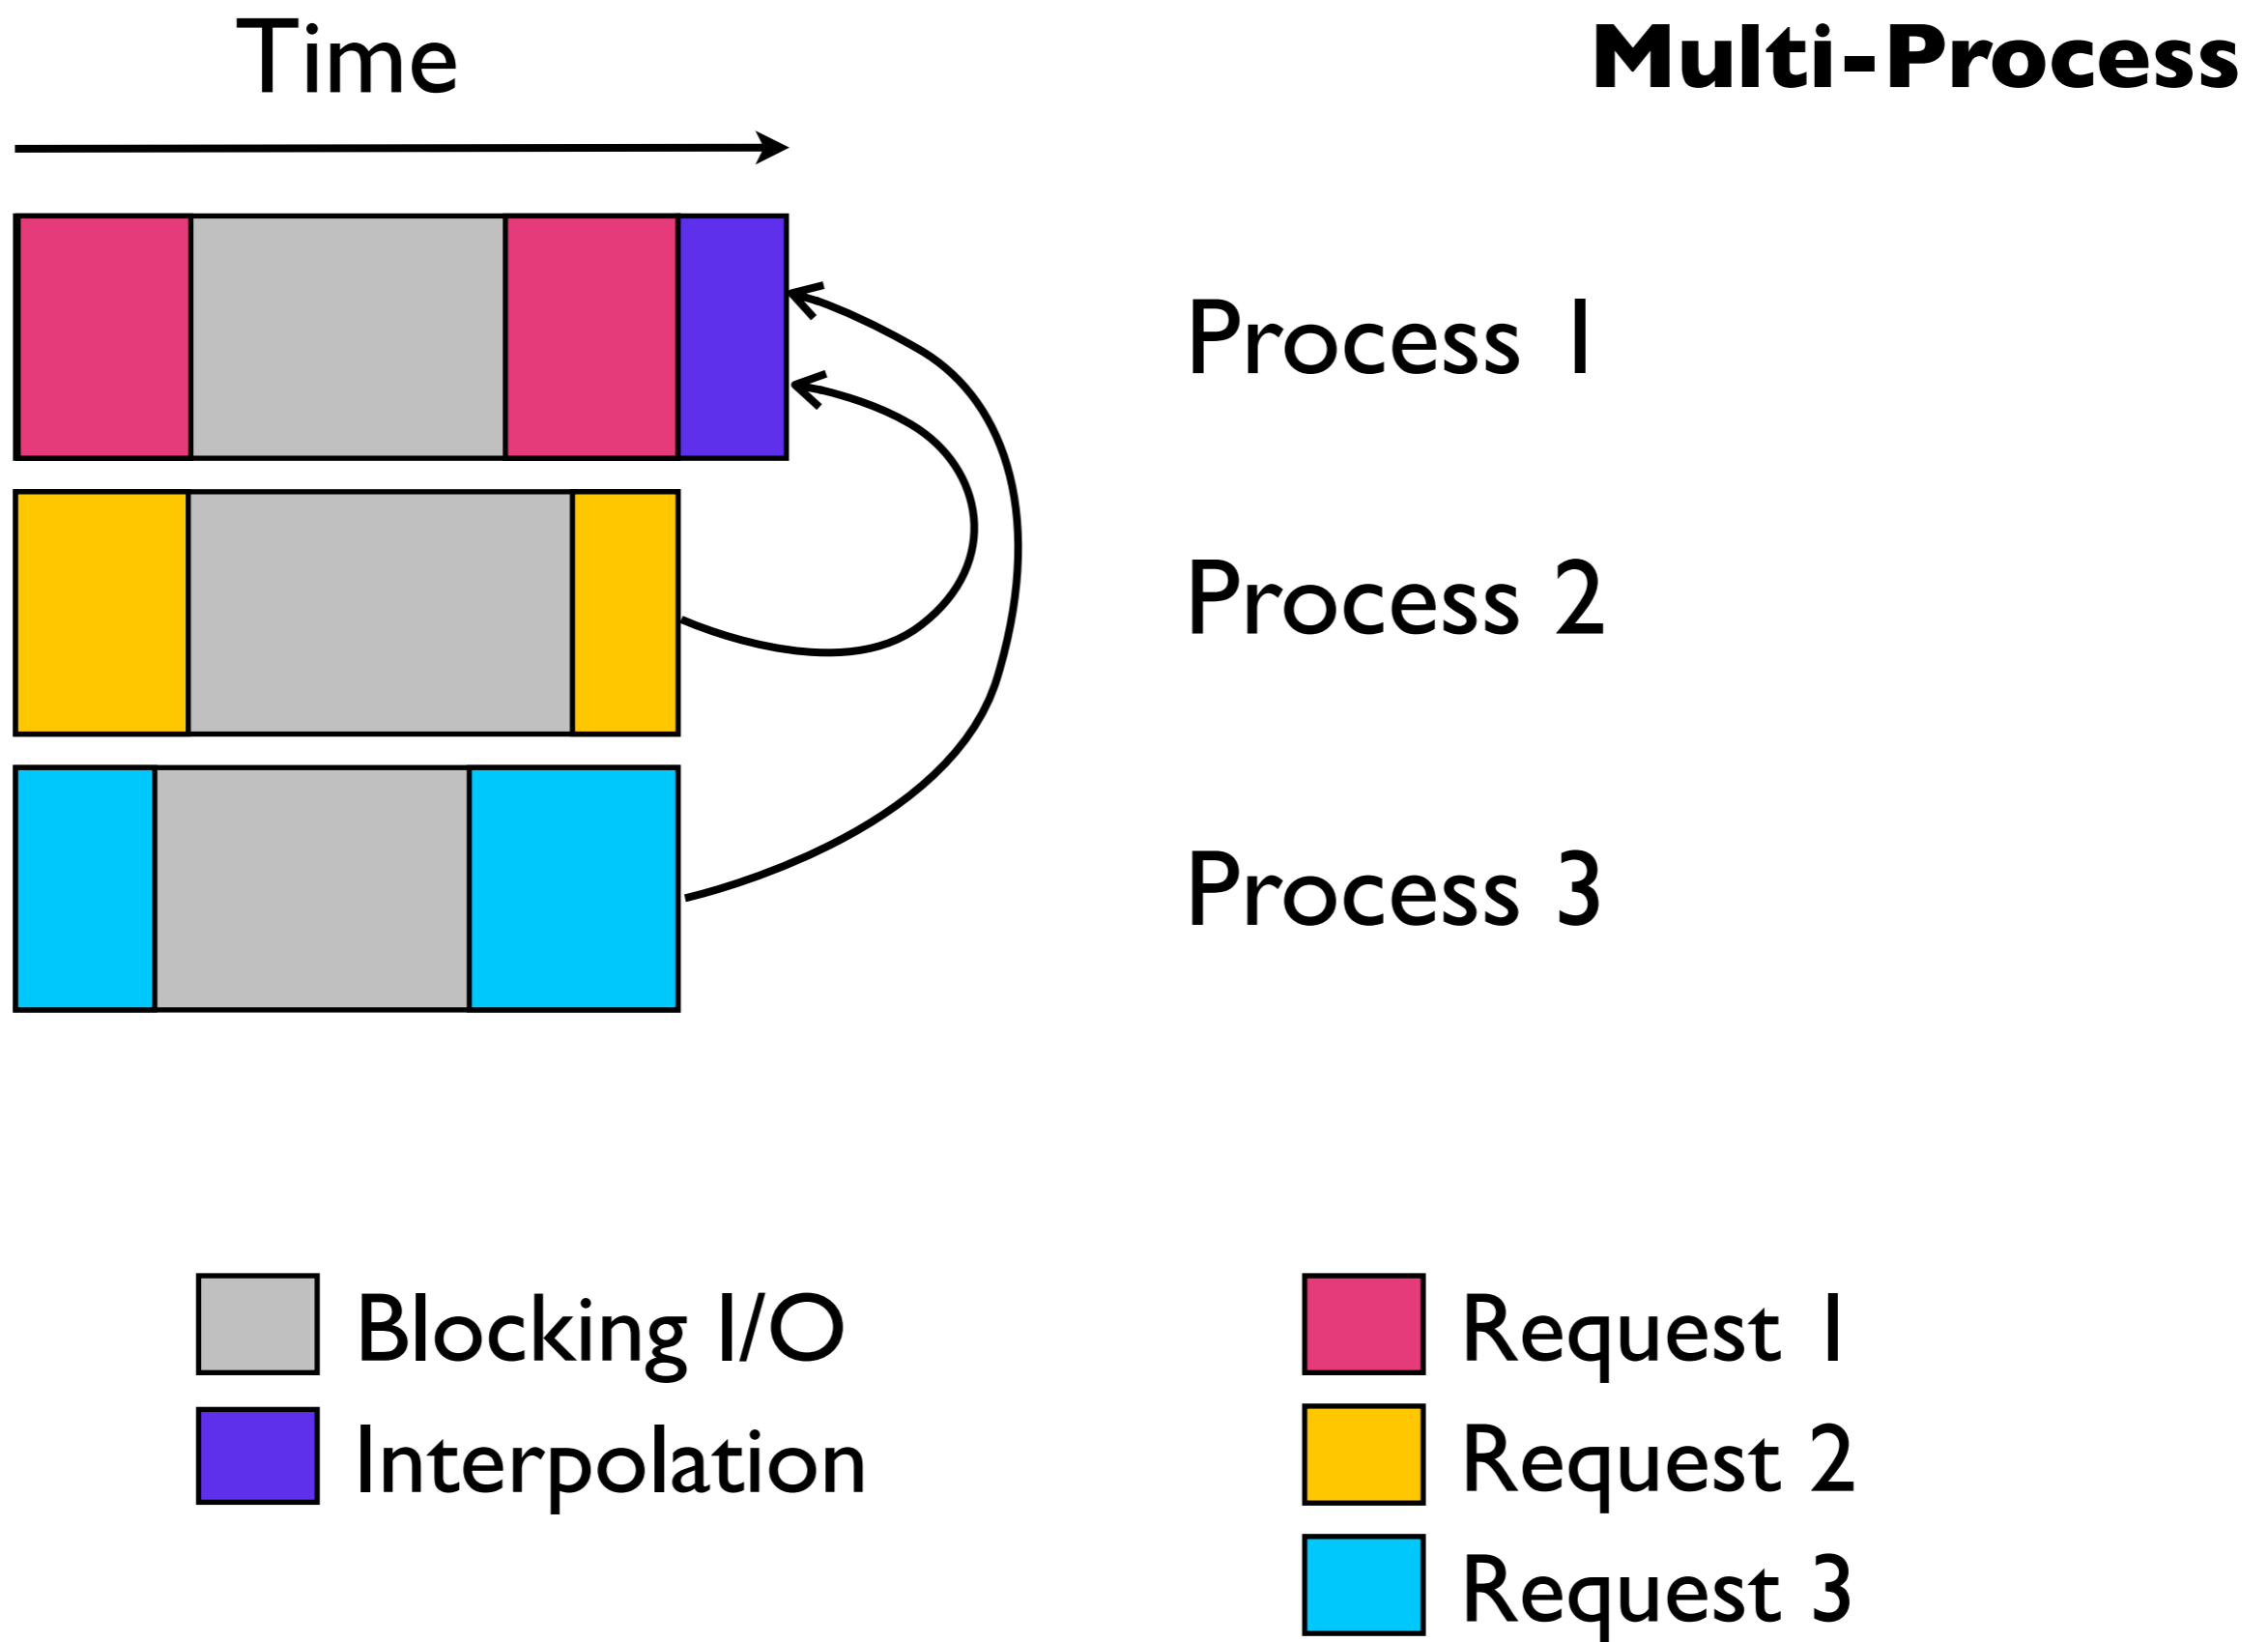 Time
Multi-Process
Process 1
Process 2
Process 3
Blocking I/O
Interpolation
Request 1
Request 2
Request 3